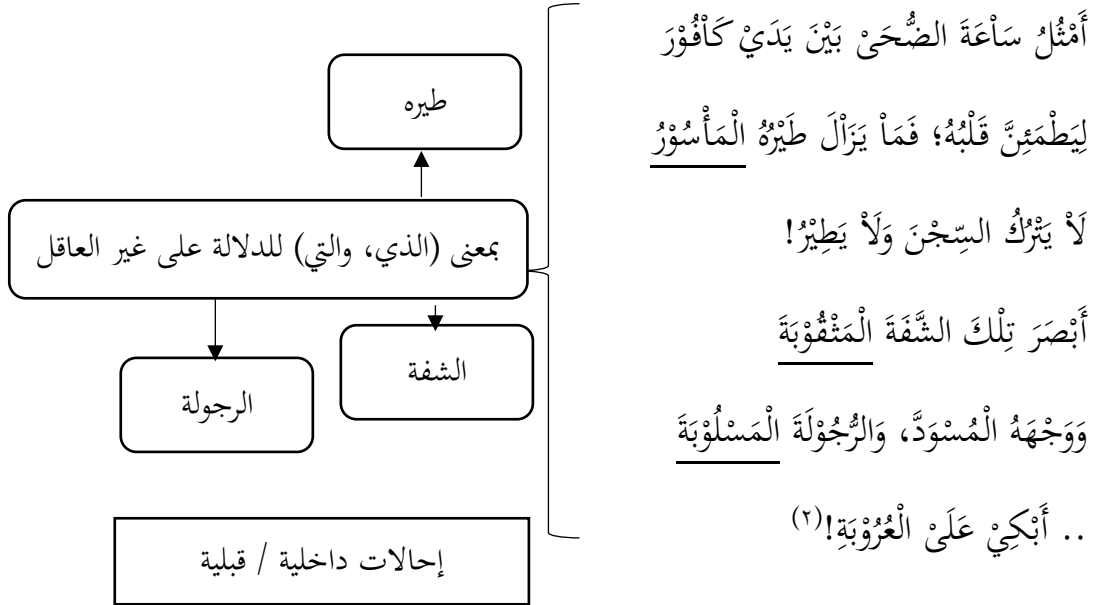 أَمْثُلُ سَاْعَةَ الضُّحَىْ بَيْنَ يَدَيْ كَاْفُوْرَ
لِيَطْمَئِنَّ قَلْبُهُ؛ فَمَاْ يَزَاْلَ طَيْرُهُ الْمَأْسُوْرُ
لَاْ يَتْرُكُ السِّجْنَ وَلَاْ يَطِيْرُ!
أَبْصَرَ تِلْكَ الشَّفَةَ الْمَثْقُوْبَةَ
وَوَجْهَهُ الْمُسْوَدَّ، وَالرُّجُوْلَةَ الْمَسْلُوْبَةَ
.. أَبْكِيْ عَلَىْ الْعُرُوْبَةِ!(٢)
طيره
بمعنى (الذي، والتي) للدلالة على غير العاقل
الشفة
الرجولة
إحالات داخلية / قبلية